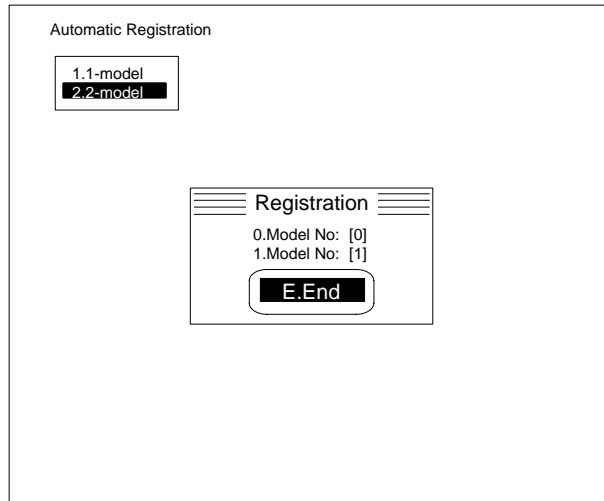 Automatic Registration
1.1-model
2.2-model
Registration
0.Model No: [0]
1.Model No: [1]
E.End